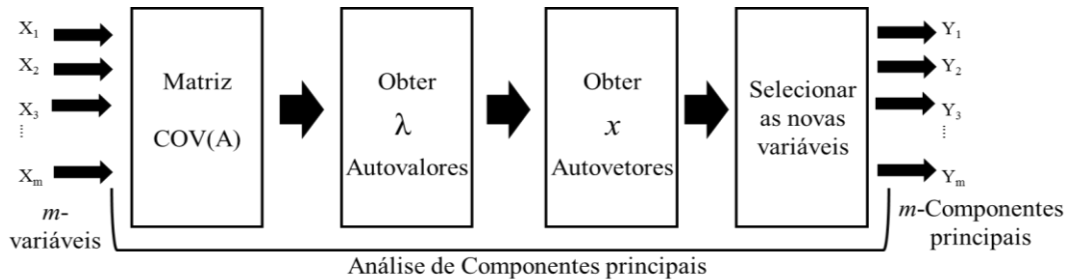 X1
X2
X3
Xm
m-
variáveis
Matriz
COV(A)
Obter
λ
Autovalores
Obter
x
Autovetores
Selecionar
as novas
variáveis
Y1
Y2
Y3
Ym
m-Componentes
principais
Análise de Componentes principais